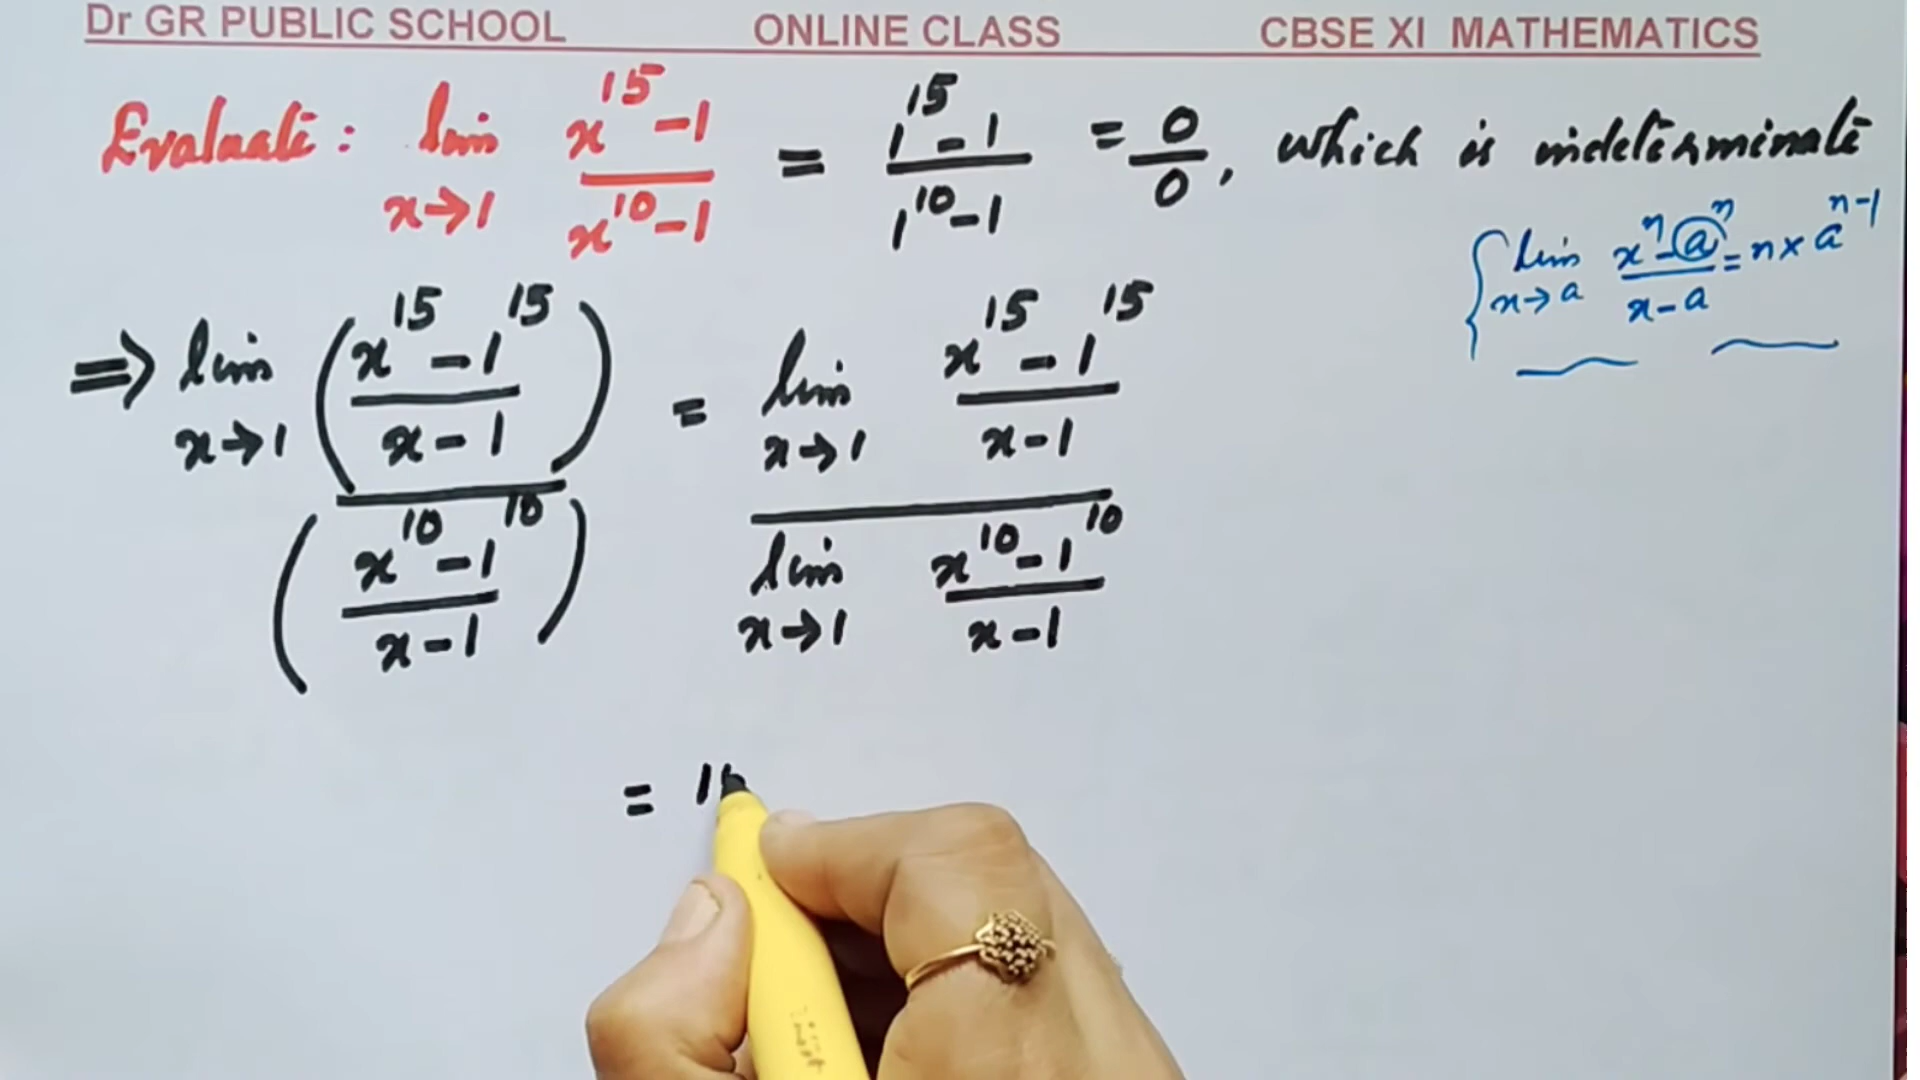 Dr GR PUBLIC SCHOOL ONLINE CLASS CBSE XI MATHEMATICS
Evaluate: lim x→1 (x^15 - 1)/(x^10 - 1) = (1^15 - 1)/(1^10 - 1) = 0/0, which is indeterminate
{ lim x→a (x^n - a^n)/(x - a) = n × a^(n-1)
⇒ lim x→1 ((x^15 - 1^15)/(x - 1))/((x^10 - 1^10)/(x - 1)) = (lim x→1 (x^15 - 1^15)/(x - 1))/(lim x→1 (x^10 - 1^10)/(x - 1))
= 1